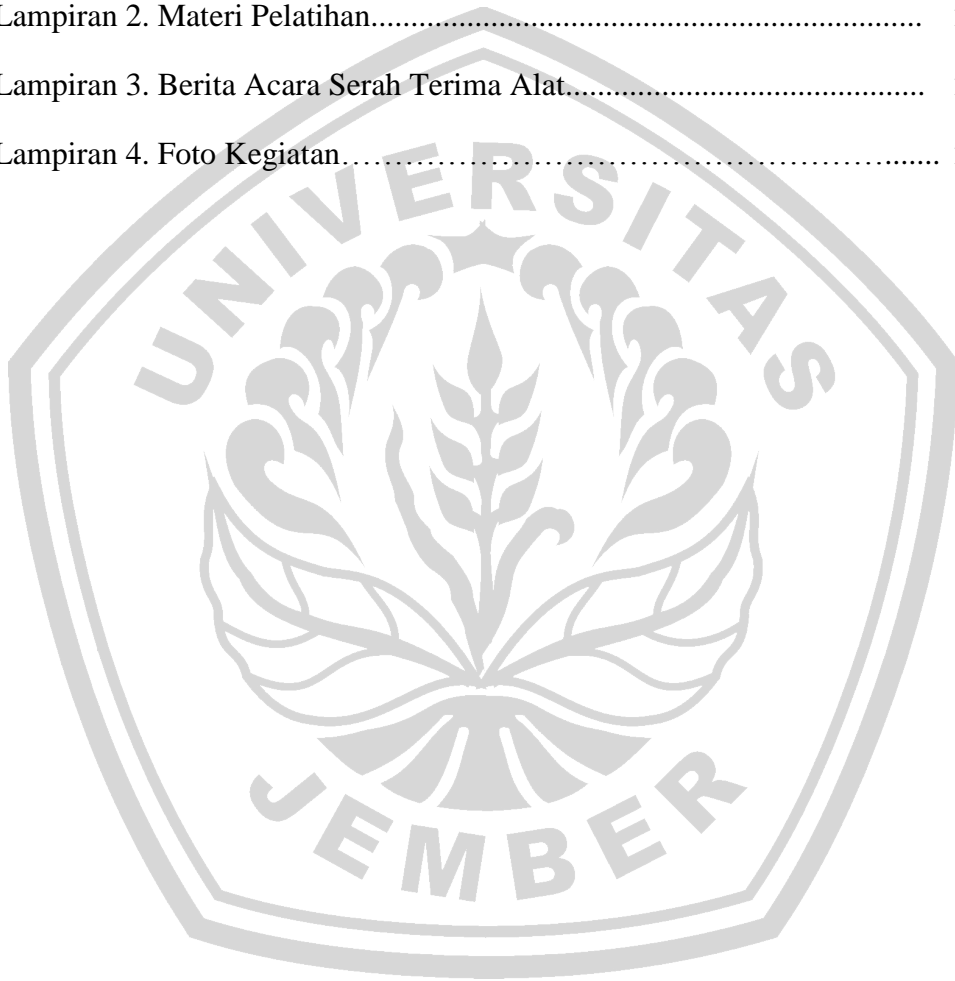 Lampiran 2. Materi Pelatihan....................................................................
Lampiran 3. Berita Acara Serah Terima Alat............................................
Lampiran 4. Foto Kegiatan…………………………………………………….......
UNIVERSITAS
JEMBER